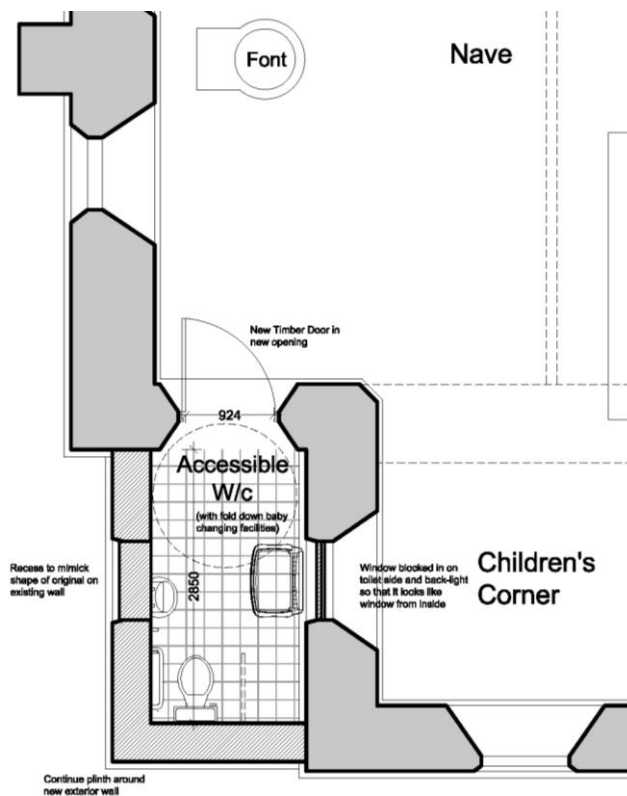 Font
Nave
New Timber Door in
new opening
924
Accessible
W/c
(with fold down baby
changing facilities)
2850
Recess to mimick
shape of original on
existing wall
Window blocked in on
toilet side and back-light
so that it looks like
window from inside
Children's
Corner
Continue plinth around
new exterior wall